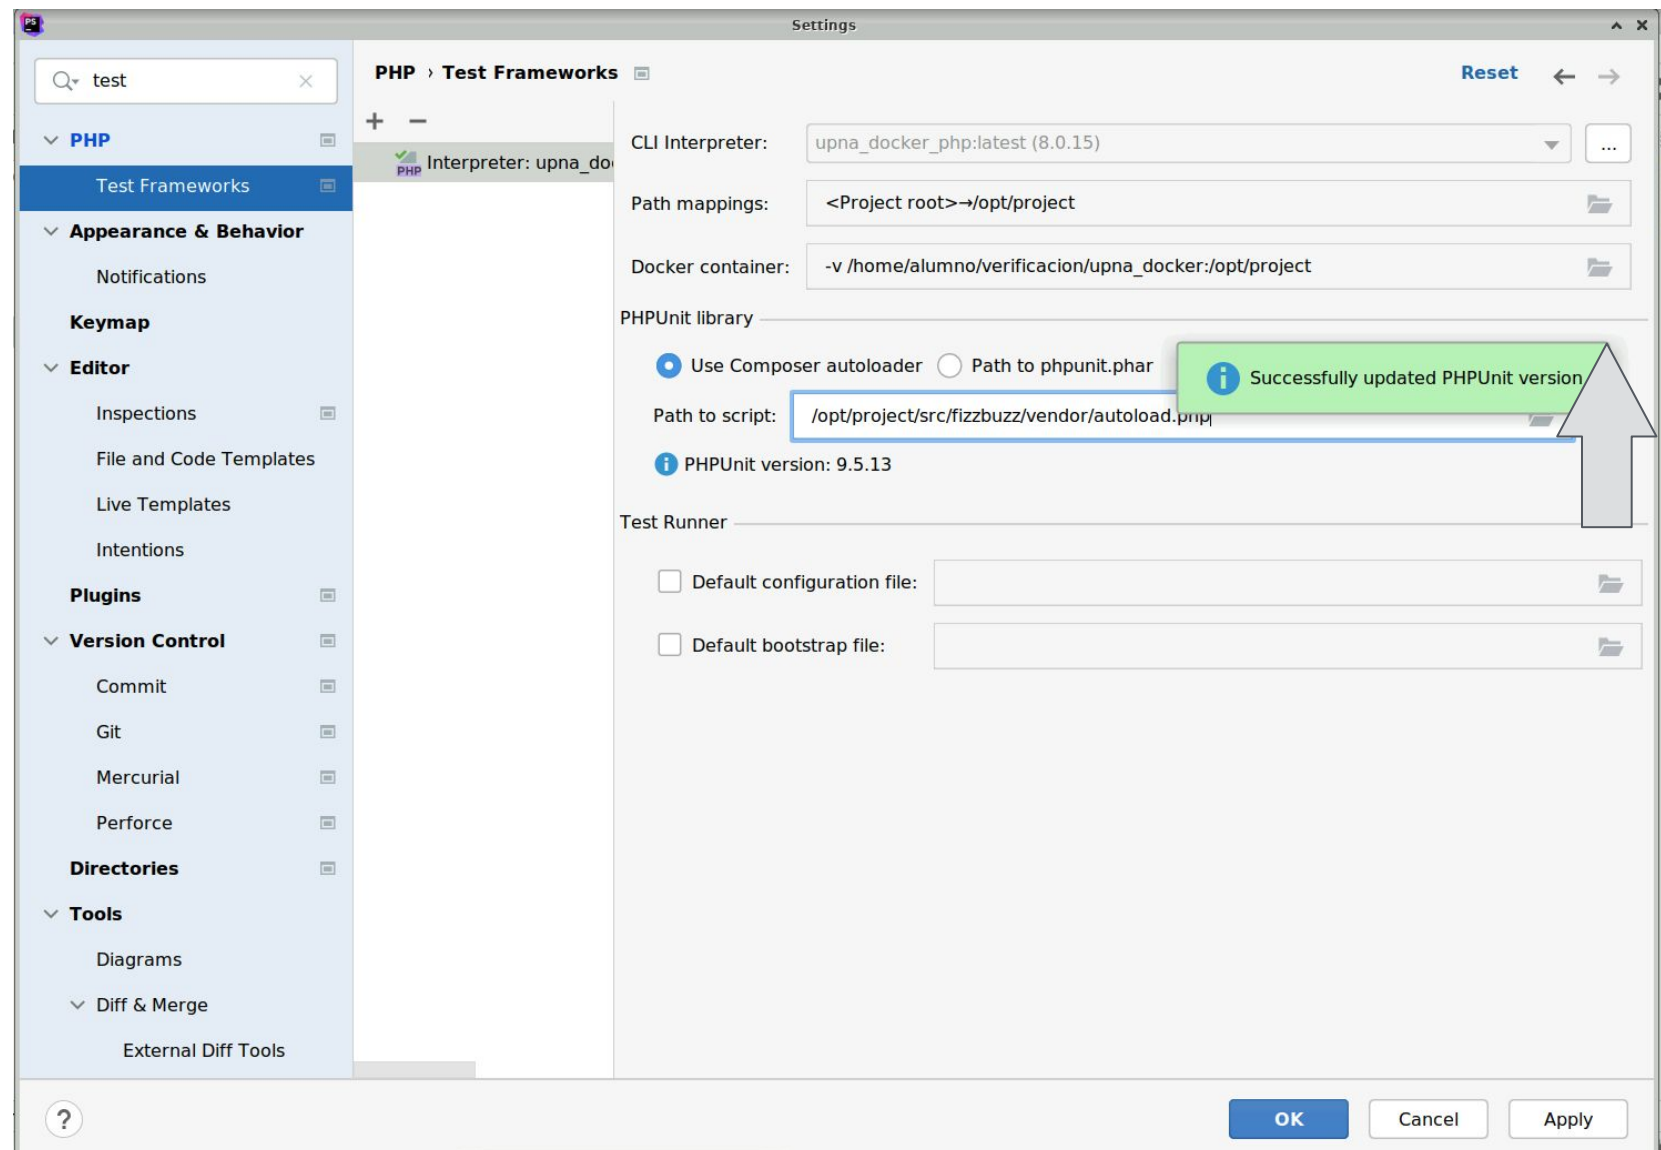 PS
Settings
test
PHP › Test Frameworks
Reset
PHP
Test Frameworks
Appearance & Behavior
Notifications
Keymap
Editor
Inspections
File and Code Templates
Live Templates
Intentions
Plugins
Version Control
Commit
Git
Mercurial
Perforce
Directories
Tools
Diagrams
Diff & Merge
External Diff Tools
+ −
PHP Interpreter: upna_do
CLI Interpreter: upna_docker_php:latest (8.0.15) ...
Path mappings: <Project root>→/opt/project
Docker container: -v /home/alumno/verificacion/upna_docker:/opt/project
PHPUnit library
Use Composer autoloader Path to phpunit.phar
Successfully updated PHPUnit version
Path to script: /opt/project/src/fizzbuzz/vendor/autoload.php
PHPUnit version: 9.5.13
Test Runner
Default configuration file:
Default bootstrap file:
? OK Cancel Apply